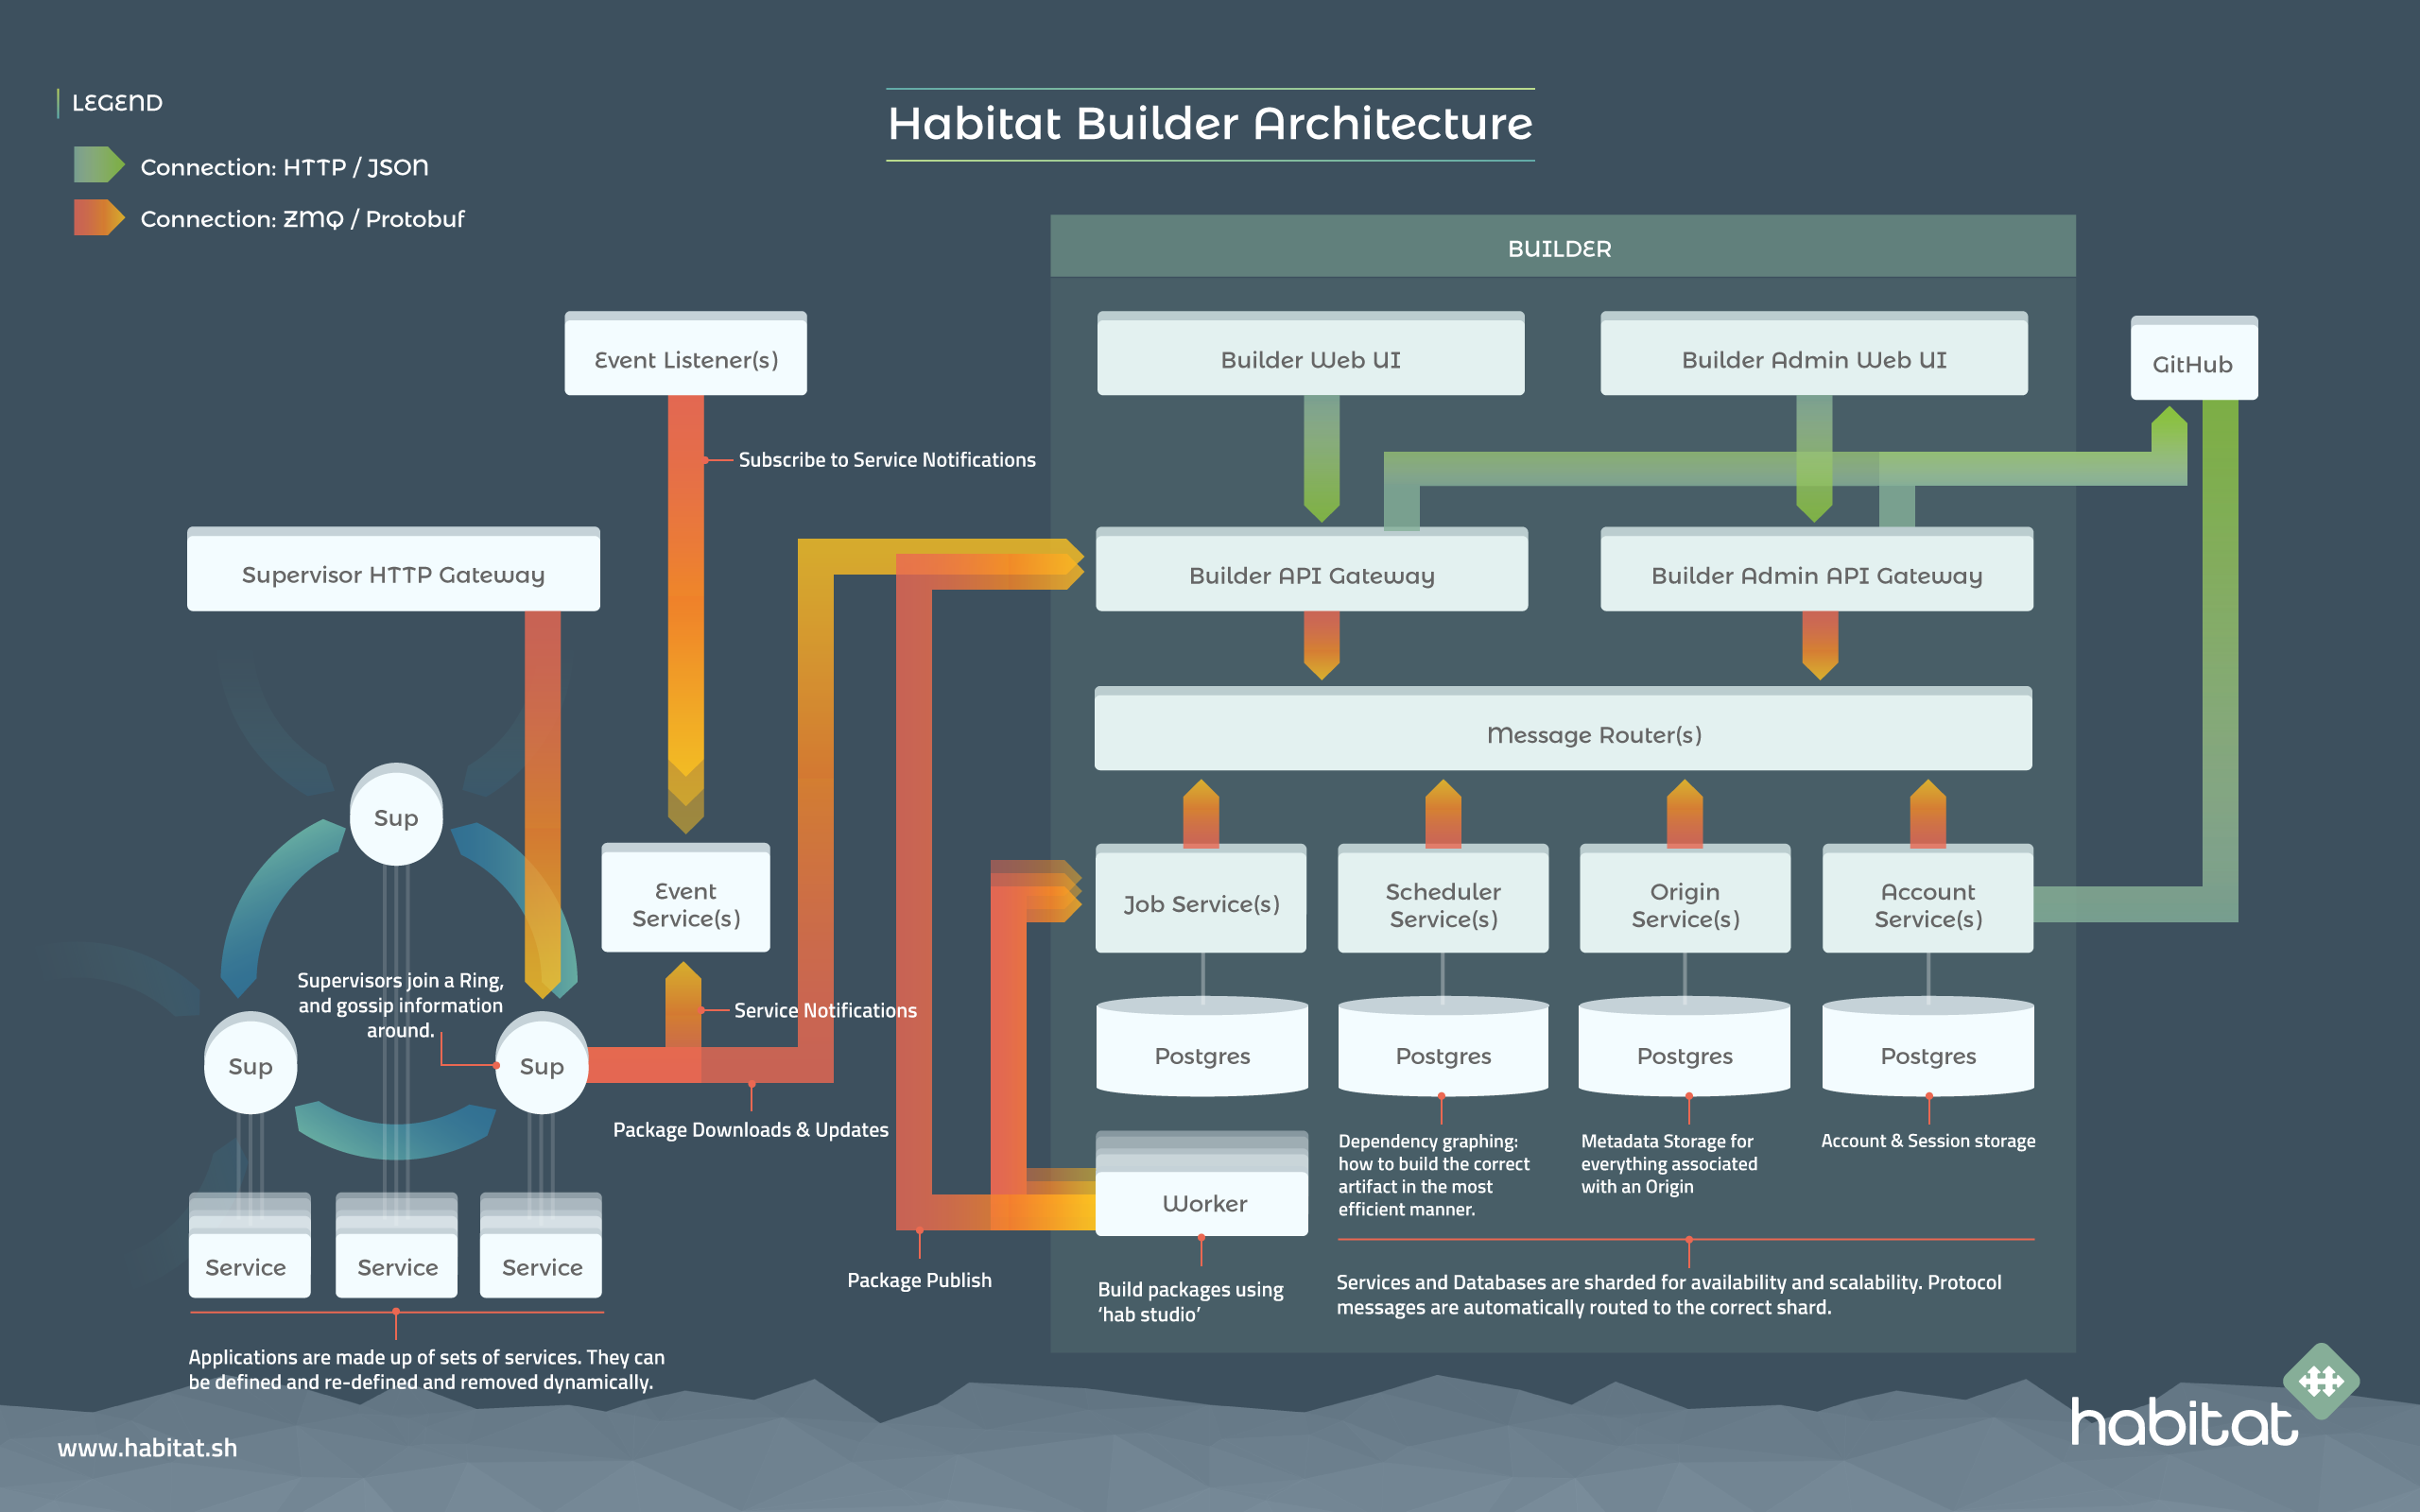 LEGEND
Connection: HTTP / JSON
Connection: ZMQ / Protobuf
Habitat Builder Architecture
BUILDER
Event Listener(s)
Builder Web UI
Builder Admin Web UI
GitHub
Subscribe to Service Notifications
Supervisor HTTP Gateway
Builder API Gateway
Builder Admin API Gateway
Message Router(s)
Sup
Event
Service(s)
Job Service(s)
Scheduler
Service(s)
Origin
Service(s)
Account
Service(s)
Supervisors join a Ring,
and gossip information
around.
Service Notifications
Sup
Sup
Postgres
Postgres
Postgres
Postgres
Package Downloads & Updates
Dependency graphing:
how to build the correct
artifact in the most
efficient manner.
Metadata Storage for
everything associated
with an Origin
Account & Session storage
Worker
Service
Service
Service
Package Publish
Build packages using
‘hab studio’
Services and Databases are sharded for availability and scalability. Protocol
messages are automatically routed to the correct shard.
Applications are made up of sets of services. They can
be defined and re-defined and removed dynamically.
www.habitat.sh
habitat